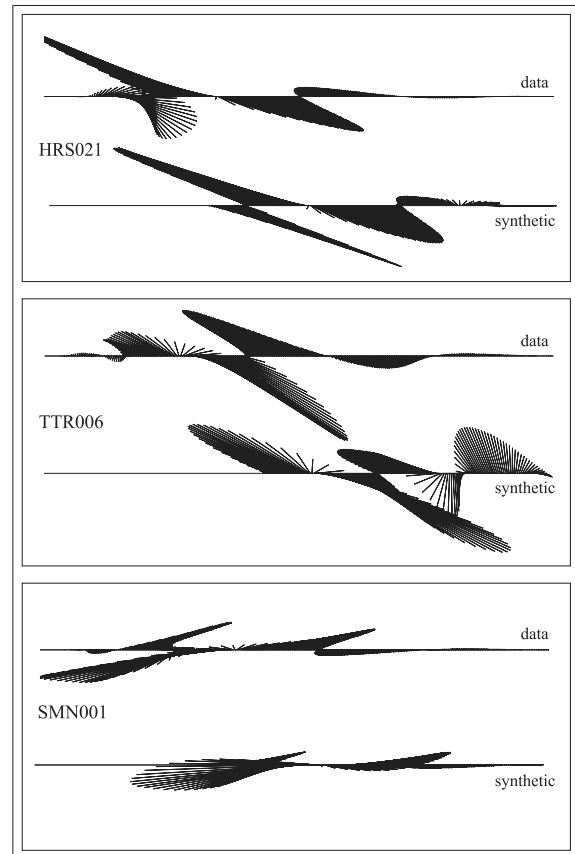 data
HRS021
synthetic
data
TTR006
synthetic
data
SMN001
synthetic